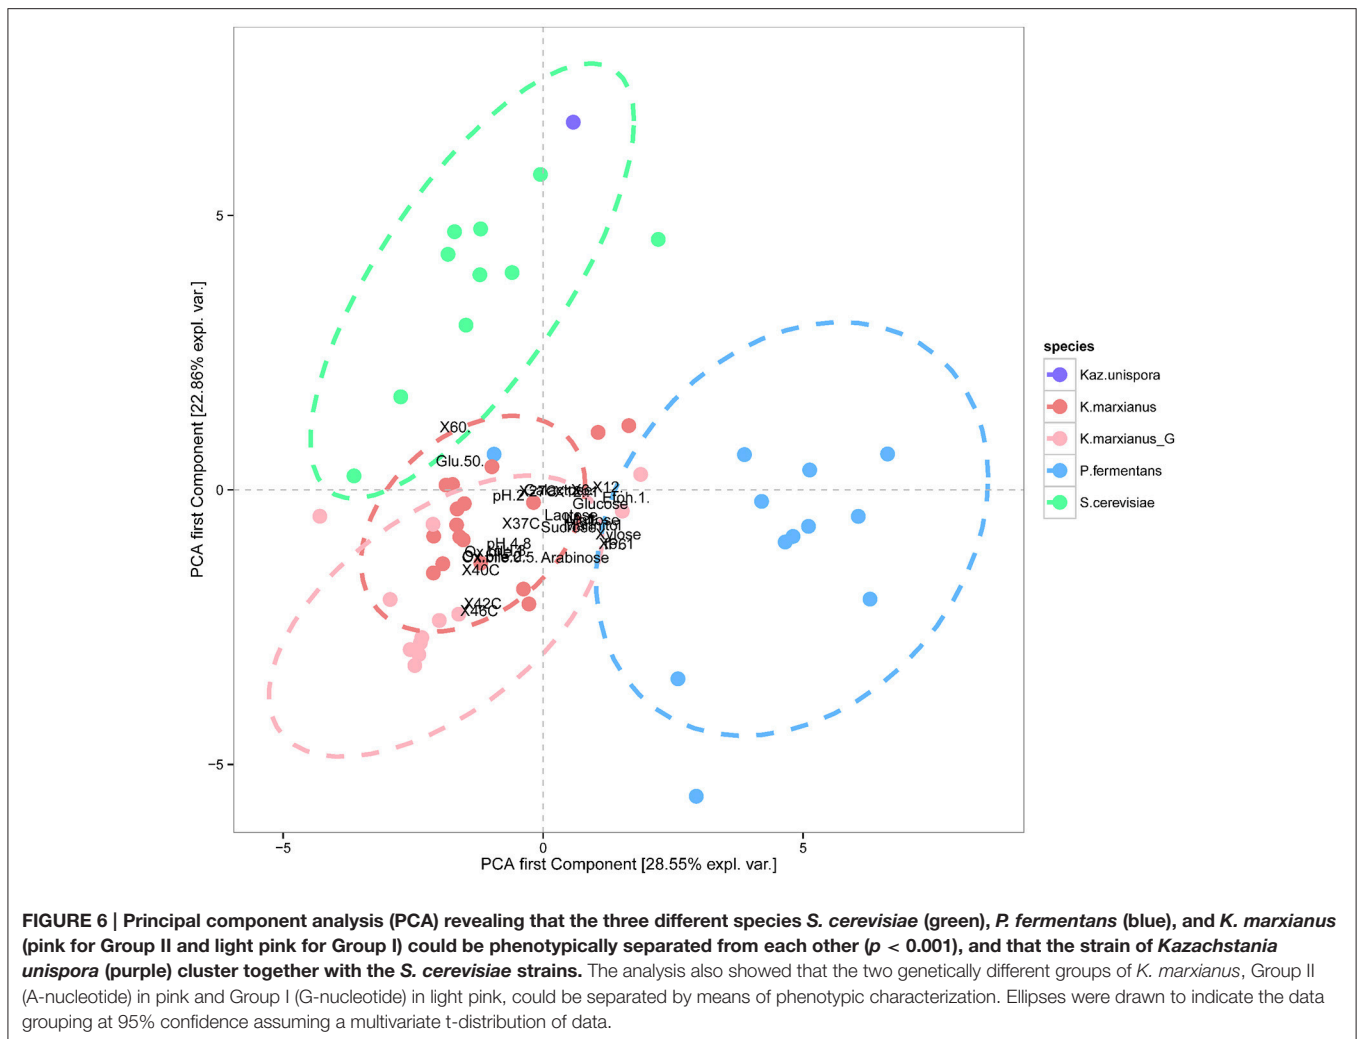 PCA first Component [22.86% expl. var.]
5
0
−5
−5
0
5
PCA first Component [28.55% expl. var.]
X60.
Glu.50.
X12.
Etoh.1.
Glucose
pH.2
Lactose
X37C
Sucrose
Xylose
pH.4.8
Arabinose
X40C
X42C
X46C
species
Kaz.unispora
K.marxianus
K.marxianus_G
P.fermentans
S.cerevisiae
FIGURE 6 | Principal component analysis (PCA) revealing that the three different species S. cerevisiae (green), P. fermentans (blue), and K. marxianus
(pink for Group II and light pink for Group I) could be phenotypically separated from each other (p < 0.001), and that the strain of Kazachstania
unispora (purple) cluster together with the S. cerevisiae strains. The analysis also showed that the two genetically different groups of K. marxianus, Group II
(A-nucleotide) in pink and Group I (G-nucleotide) in light pink, could be separated by means of phenotypic characterization. Ellipses were drawn to indicate the data
grouping at 95% confidence assuming a multivariate t-distribution of data.